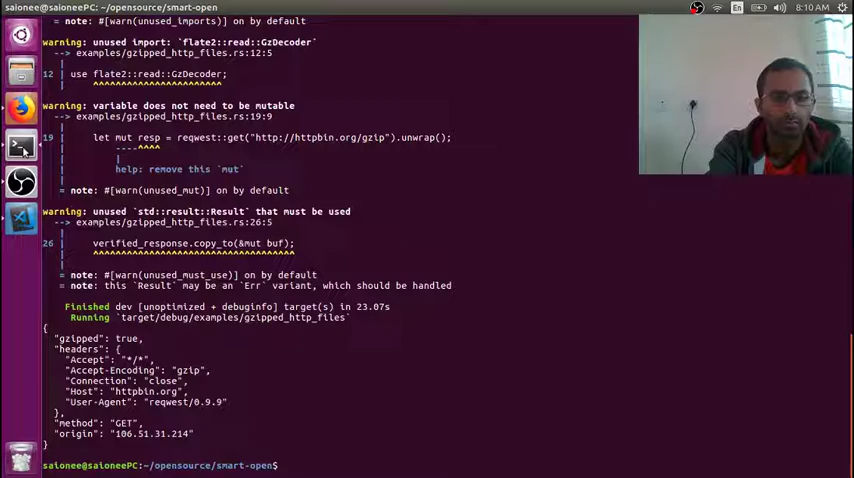 saionee@saioneePC: ~/opensource/smart-open
En
8:10 AM
= note: #[warn(unused_imports)] on by default
warning: unused import: `flate2::read::GzDecoder`
--> examples/gzipped_http_files.rs:12:5
|
12 | use flate2::read::GzDecoder;
| ^^^^^^^^^^^^^^^^^^^^^^^
warning: variable does not need to be mutable
--> examples/gzipped_http_files.rs:19:9
|
19 | let mut resp = reqwest::get("http://httpbin.org/gzip").unwrap();
| ----^^^^
| |
| help: remove this `mut`
|
= note: #[warn(unused_mut)] on by default
warning: unused `std::result::Result` that must be used
--> examples/gzipped_http_files.rs:26:5
|
26 | verified_response.copy_to(&mut buf);
| ^^^^^^^^^^^^^^^^^^^^^^^^^^^^^^^^^^^^
|
= note: #[warn(unused_must_use)] on by default
= note: this `Result` may be an `Err` variant, which should be handled
Finished dev [unoptimized + debuginfo] target(s) in 23.07s
Running `target/debug/examples/gzipped_http_files`
{
"gzipped": true,
"headers": {
"Accept": "*/*",
"Accept-Encoding": "gzip",
"Connection": "close",
"Host": "httpbin.org",
"User-Agent": "reqwest/0.9.9"
},
"method": "GET",
"origin": "106.51.31.214"
}
saionee@saioneePC:~/opensource/smart-open$